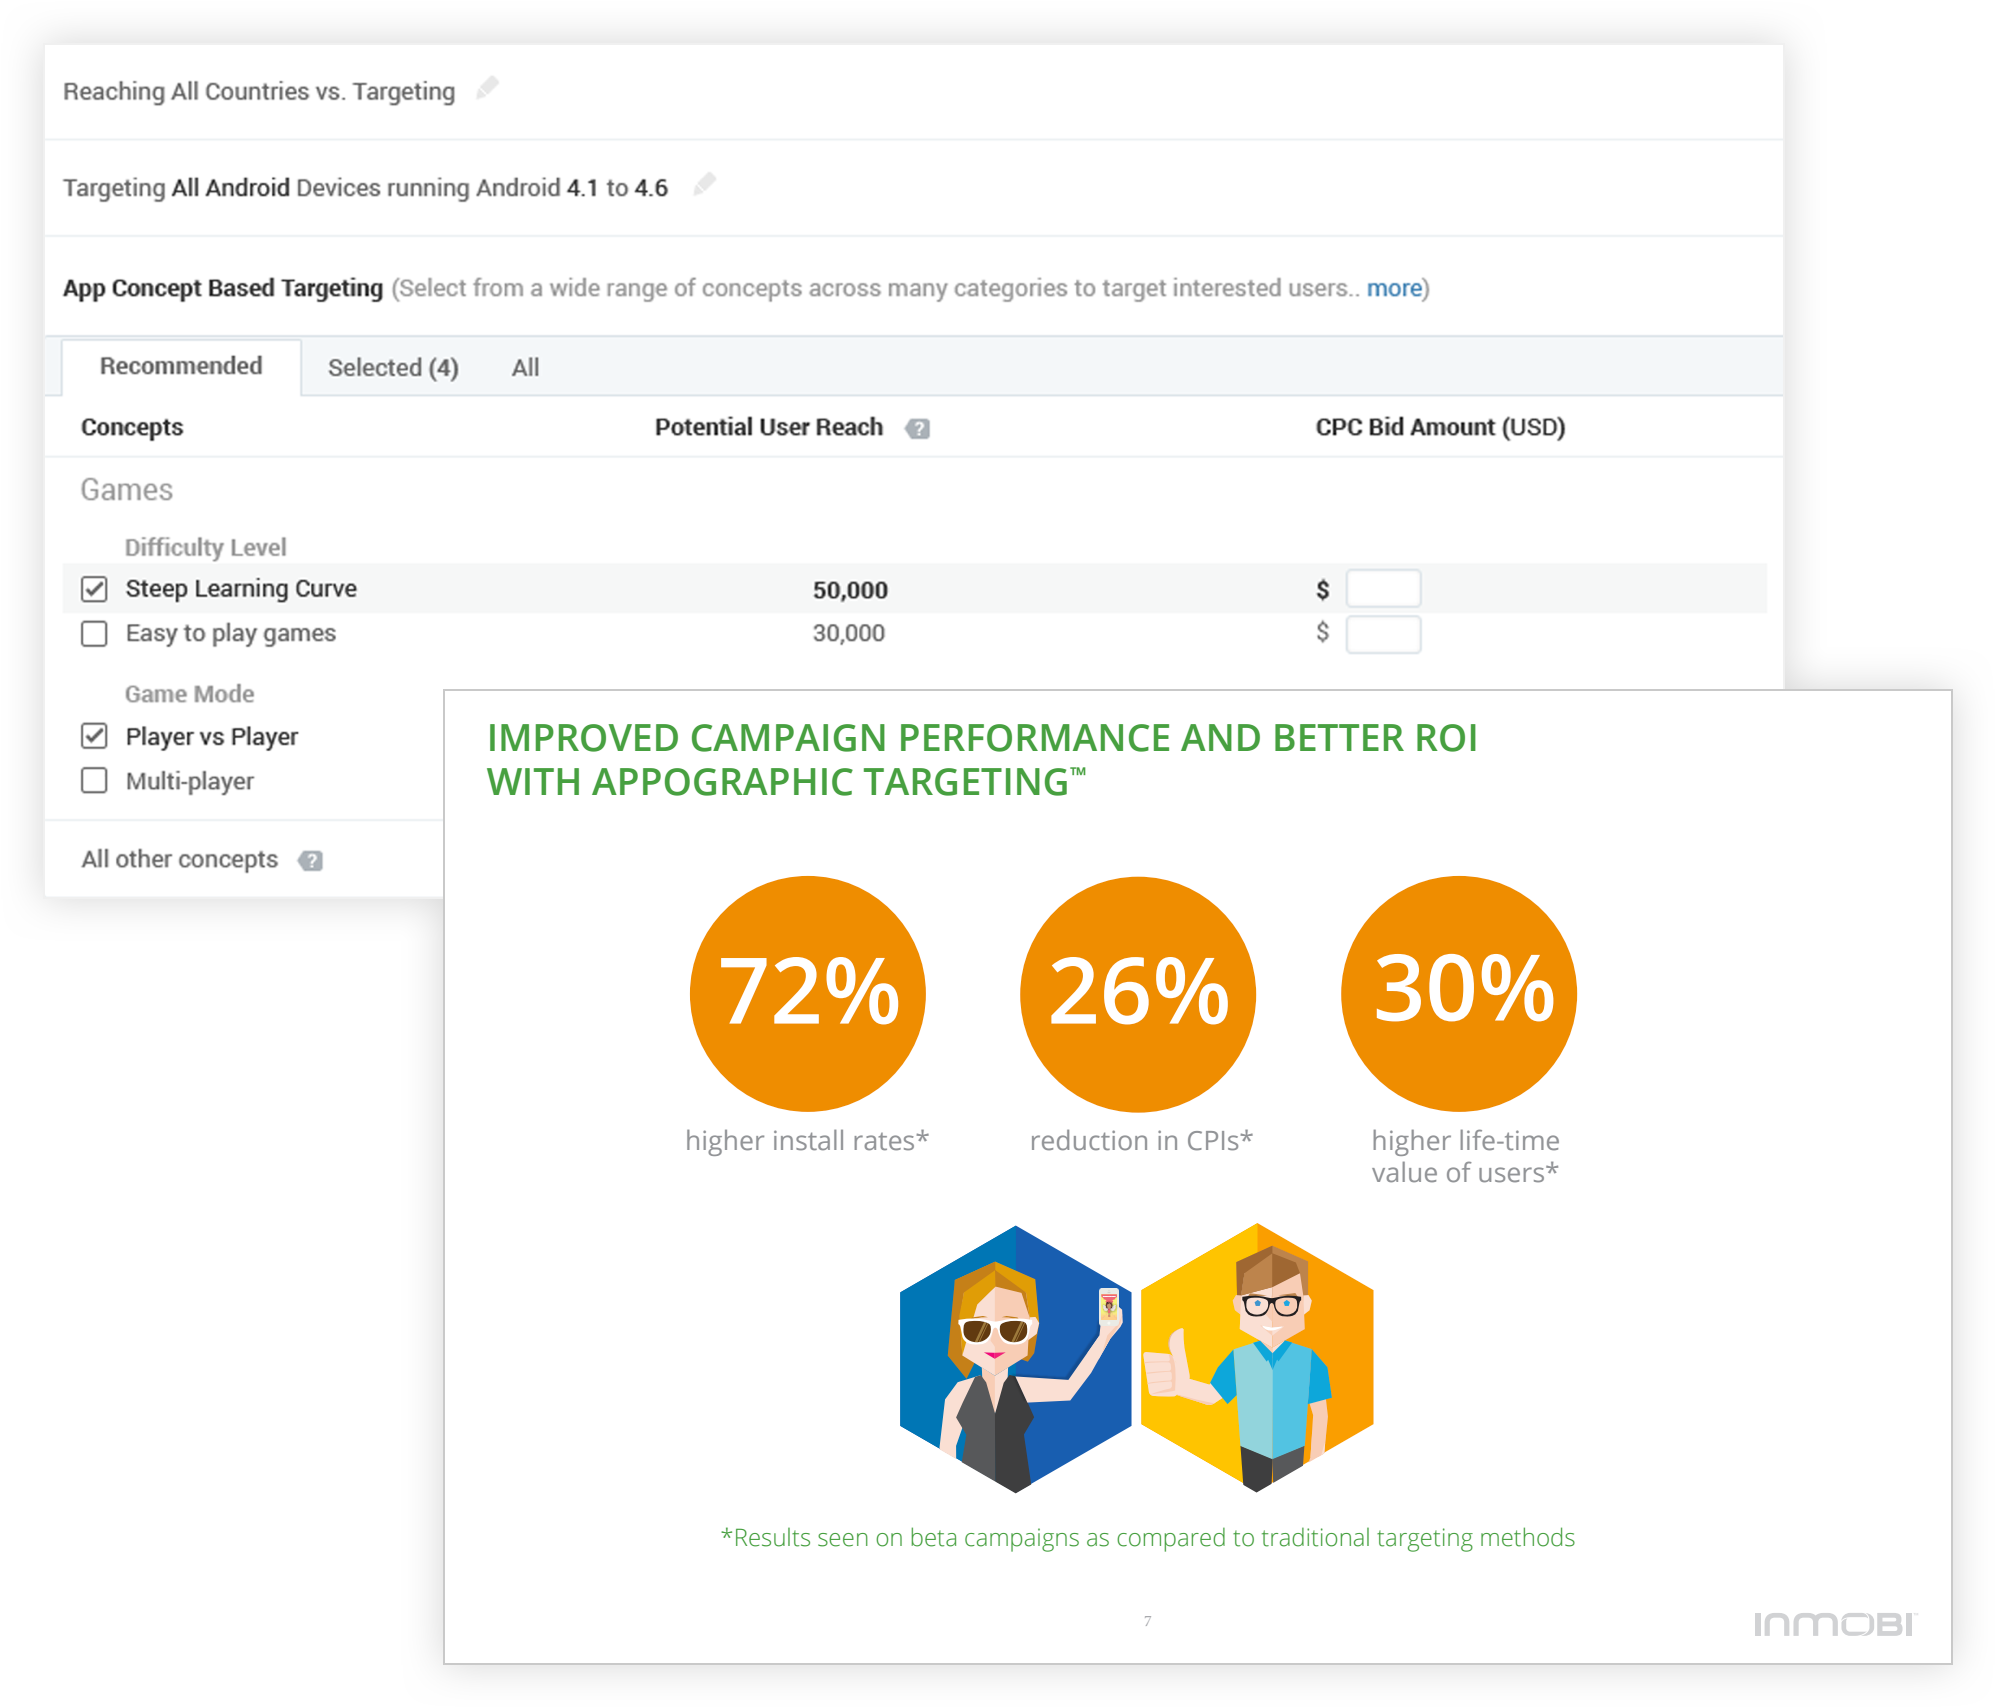 Reaching All Countries vs. Targeting
Targeting All Android Devices running Android 4.1 to 4.6
App Concept Based Targeting (Select from a wide range of concepts across many categories to target interested users.. more)
Recommended Selected (4) All
Concepts Potential User Reach ? CPC Bid Amount (USD)
Games
Difficulty Level
Steep Learning Curve 50,000 $
Easy to play games 30,000 $
Game Mode
Player vs Player
Multi-player
All other concepts ?
IMPROVED CAMPAIGN PERFORMANCE AND BETTER ROI
WITH APPOGRAPHIC TARGETING™
72% 26% 30%
higher install rates* reduction in CPIs* higher life-time
value of users*
*Results seen on beta campaigns as compared to traditional targeting methods
7
INMOBI